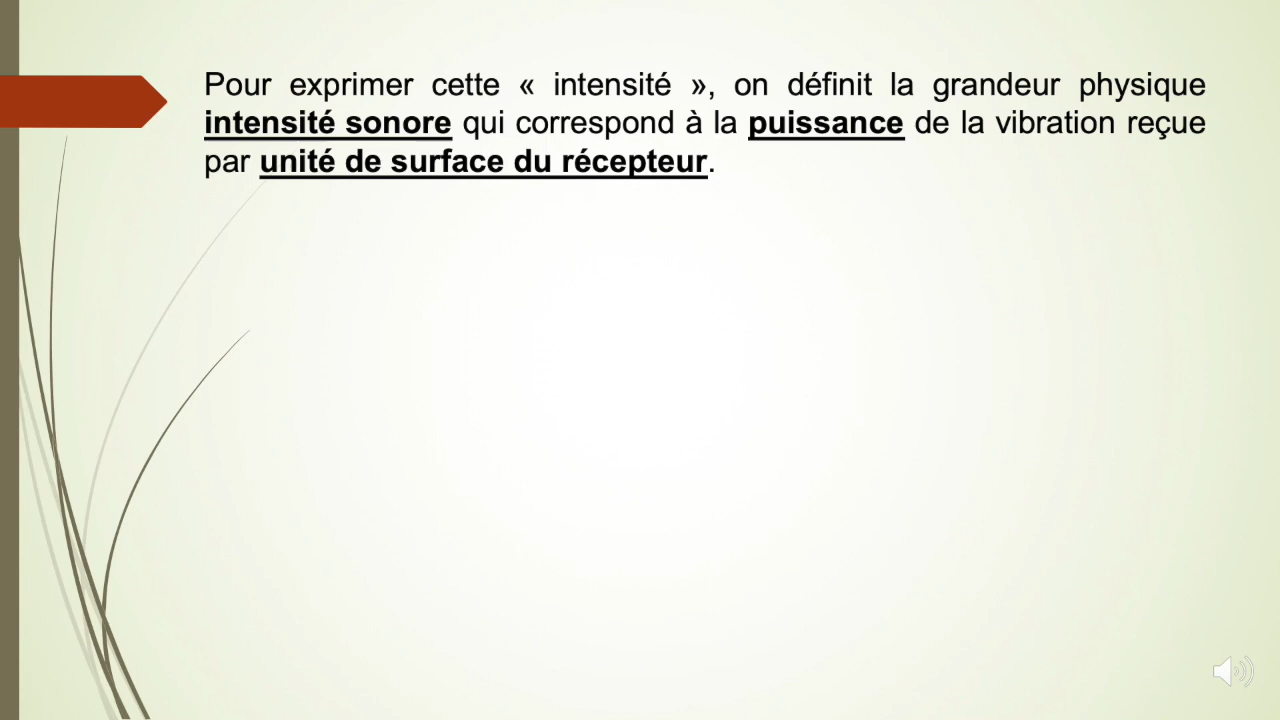 Pour exprimer cette « intensité », on définit la grandeur physique
intensité sonore qui correspond à la puissance de la vibration reçue
par unité de surface du récepteur.